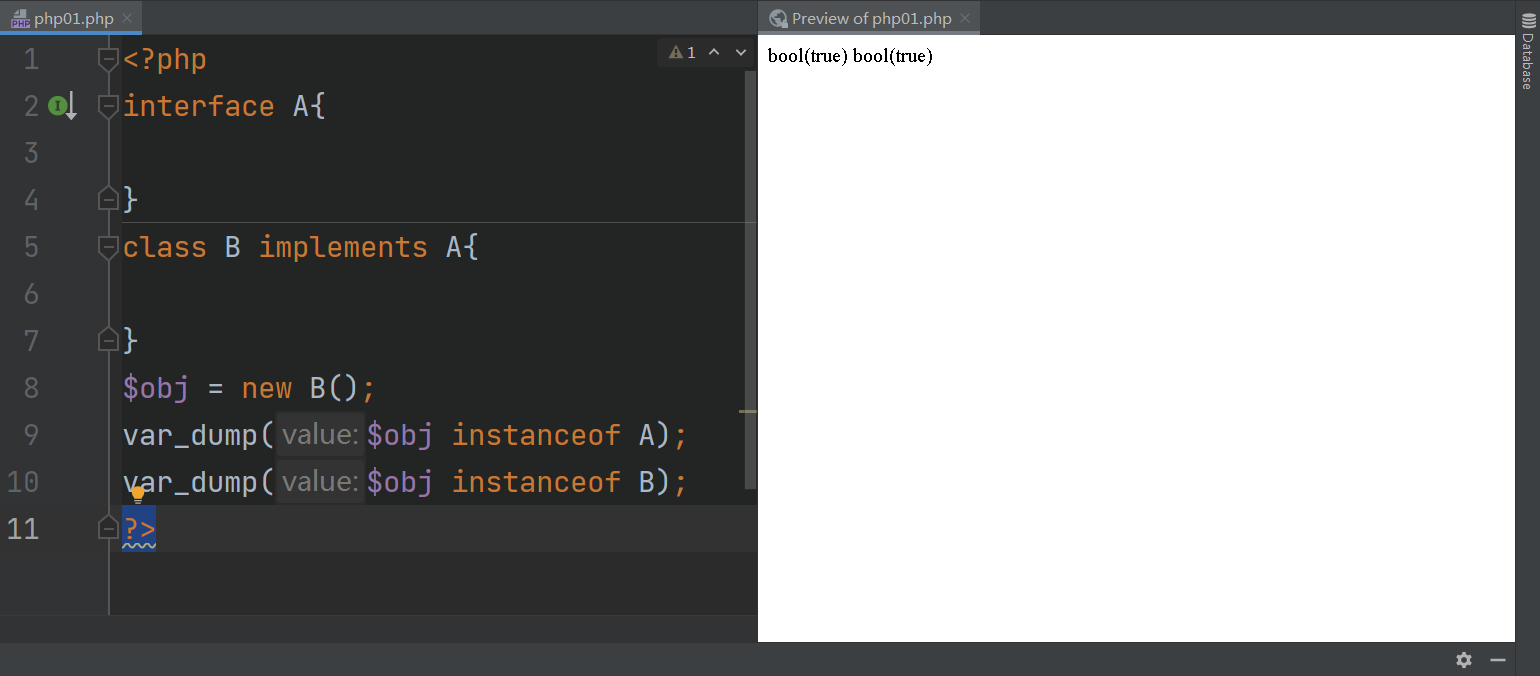 php01.php
Preview of php01.php
Database
1
1 <?php
2 interface A{
3
4 }
5 class B implements A{
6
7 }
8 $obj = new B();
9 var_dump( value: $obj instanceof A);
10 var_dump( value: $obj instanceof B);
11 ?>
bool(true) bool(true)